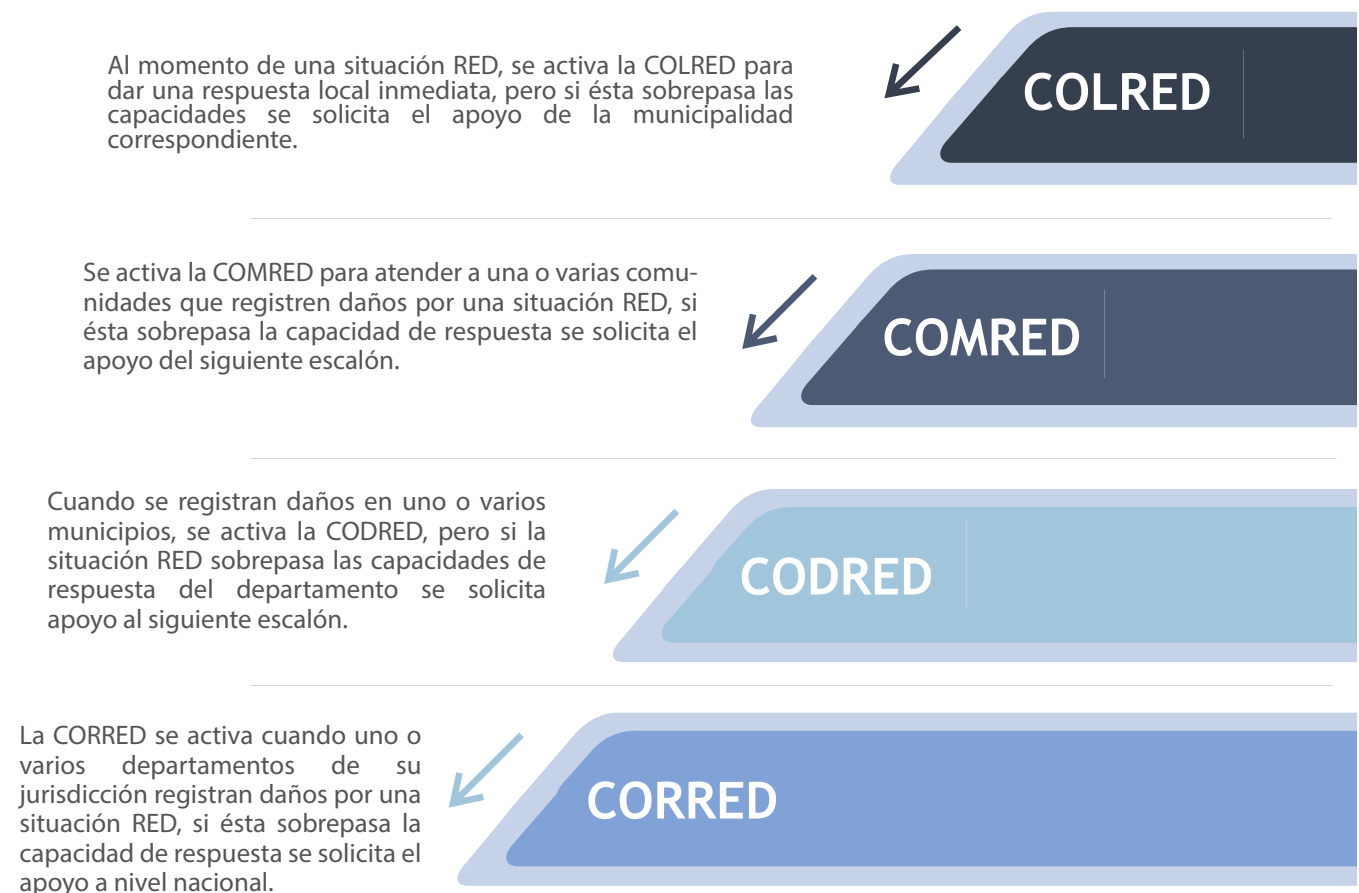 Al momento de una situación RED, se activa la COLRED para
dar una respuesta local inmediata, pero si ésta sobrepasa las
capacidades se solicita el apoyo de la municipalidad
correspondiente.
COLRED
Se activa la COMRED para atender a una o varias comu-
nidades que registren daños por una situación RED, si
ésta sobrepasa la capacidad de respuesta se solicita el
apoyo del siguiente escalón.
COMRED
Cuando se registran daños en uno o varios
municipios, se activa la CODRED, pero si la
situación RED sobrepasa las capacidades de
respuesta del departamento se solicita
apoyo al siguiente escalón.
CODRED
La CORRED se activa cuando uno o
varios departamentos de su
jurisdicción registran daños por una
situación RED, si ésta sobrepasa la
capacidad de respuesta se solicita el
apoyo a nivel nacional.
CORRED